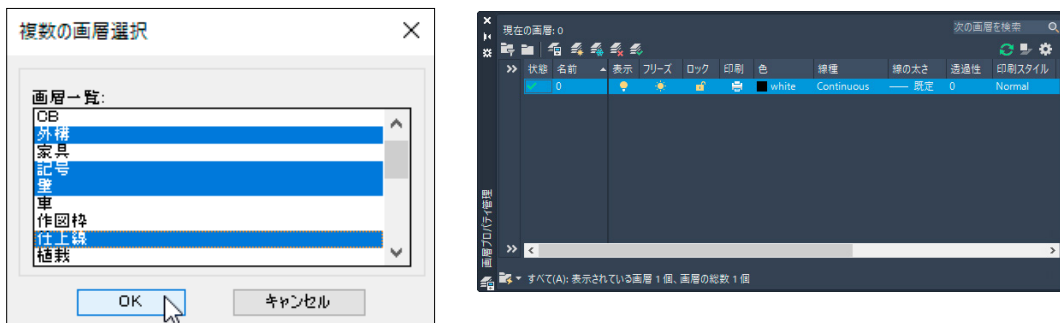 複数の画層選択
画層一覧:
CB
外構
家具
記号
壁
車
作図枠
仕上線
植栽
OK
キャンセル
現在の画層: 0
次の画層を検索
状態 名前 表示 フリーズ ロック 印刷 色 線種 線の太さ 透過性 印刷スタイル
0 white Continuous 既定 0 Normal
画層プロパティ管理
すべて(A): 表示されている画層 1 個、画層の総数 1 個